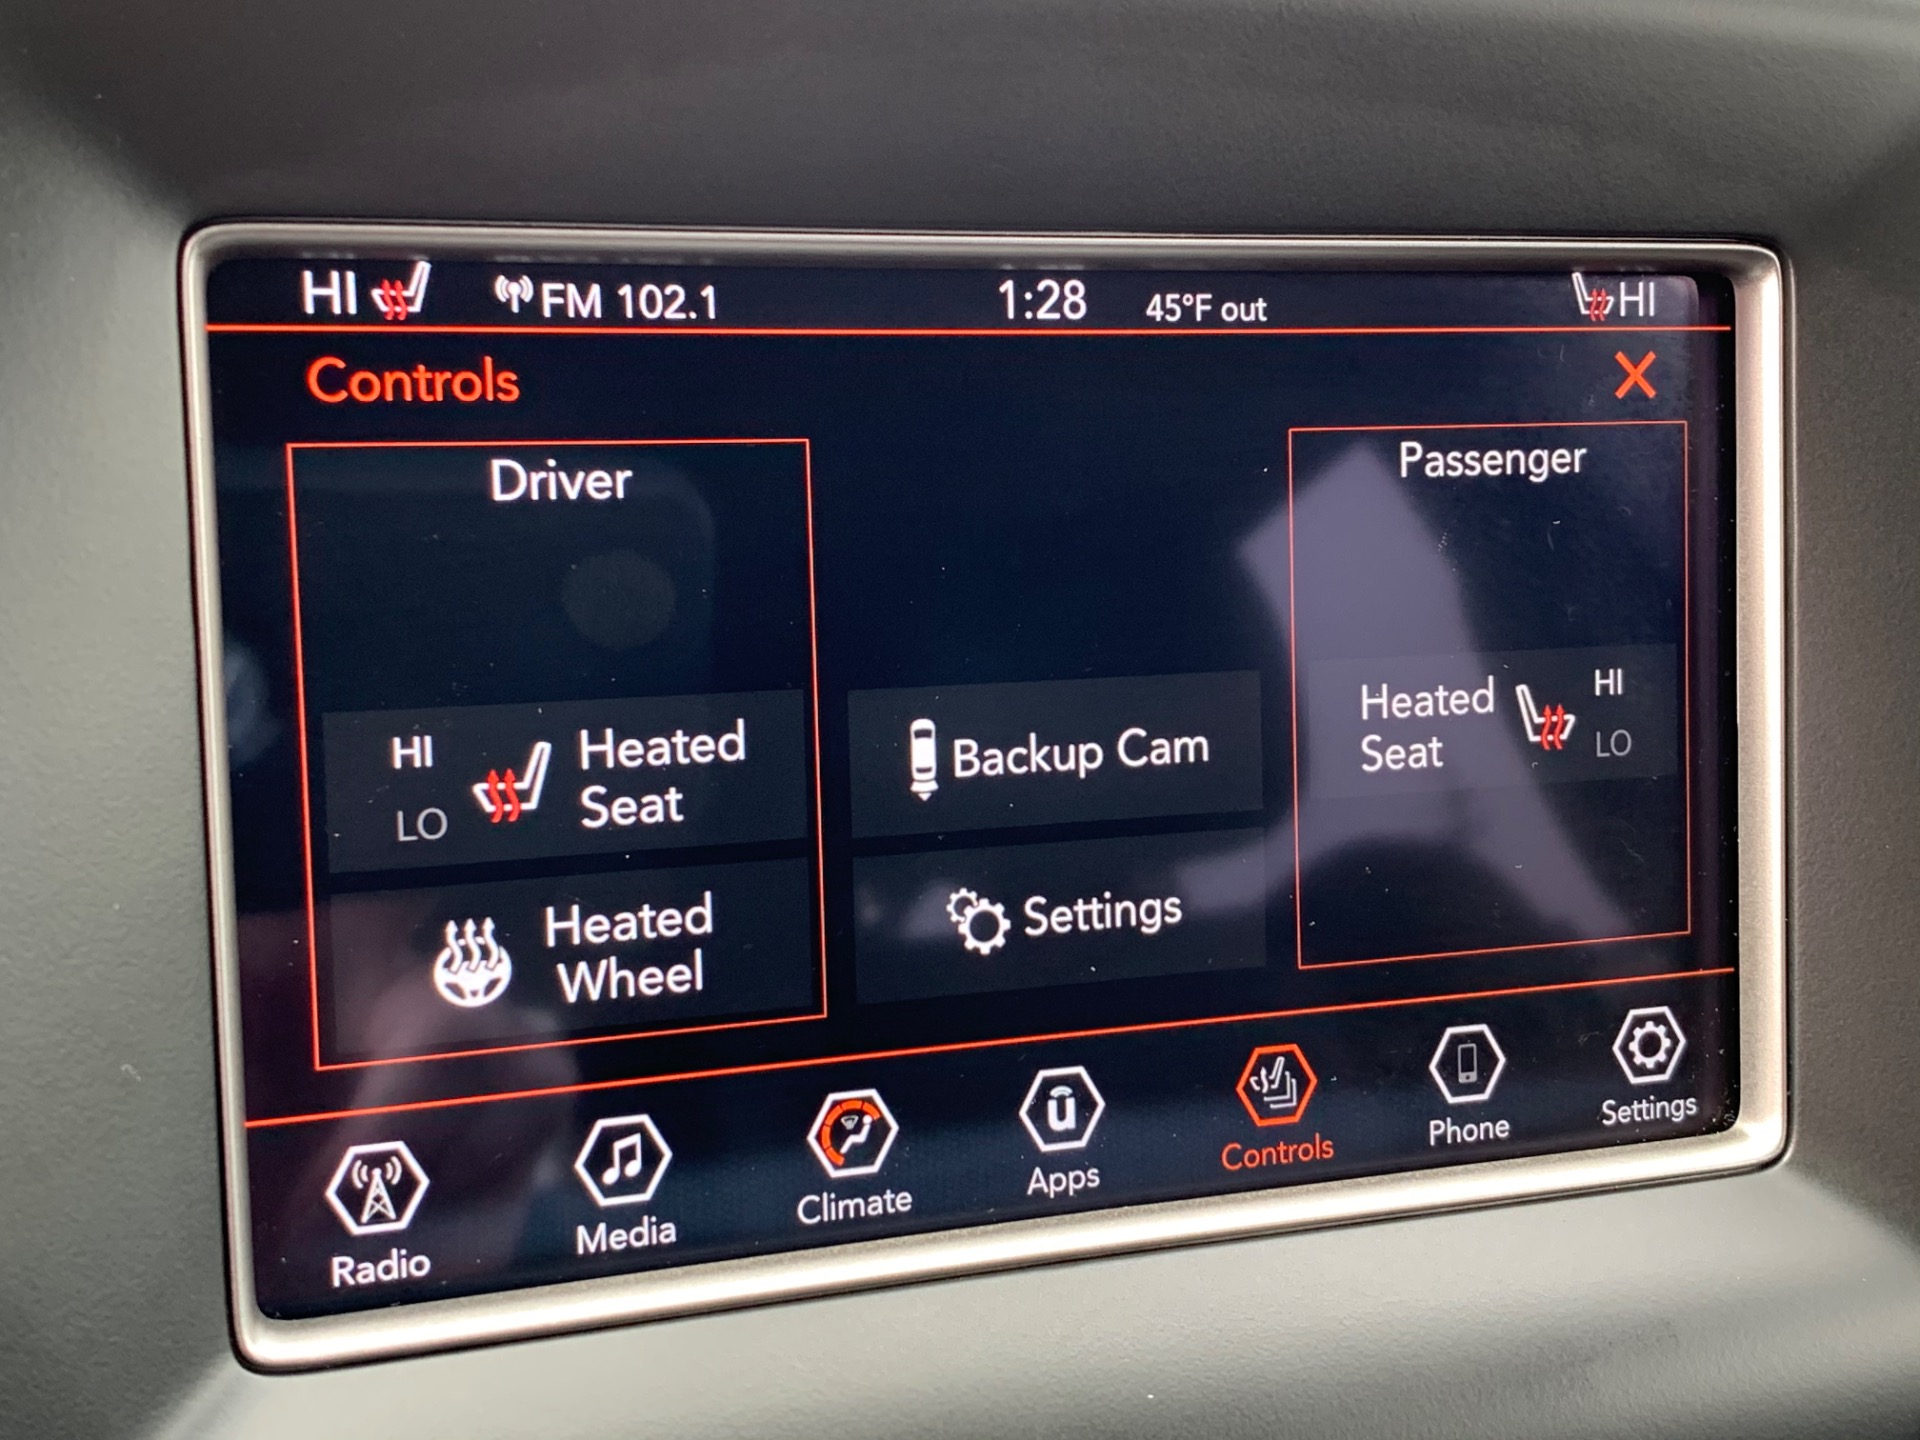 HI FM 102.1 1:28 45°F out HI
Controls X
Driver
HI
LO
Heated
Seat
Heated
Wheel
Backup Cam
Settings
Passenger
Heated
Seat
HI
LO
Radio
Media
Climate
u
Apps
Controls
Phone
Settings